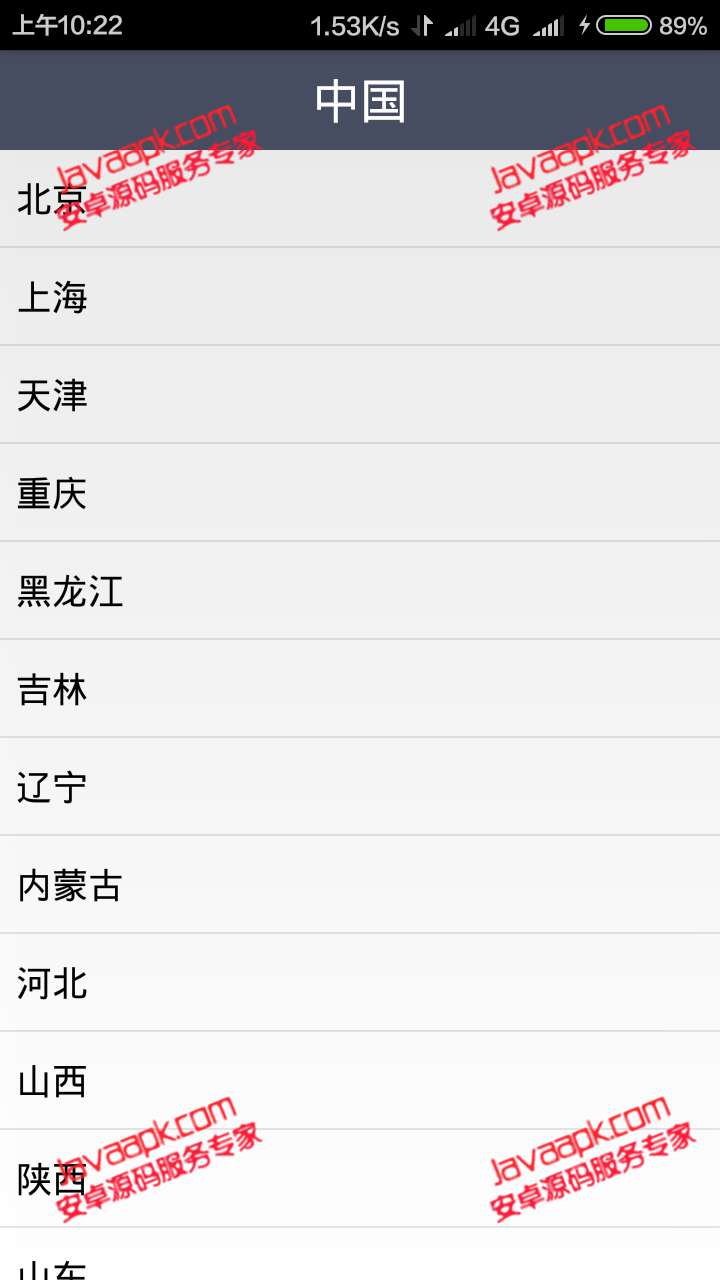 上午10:22 1.53K/s 4G 89%
中国
Javaapk.com Javaapk.com
安卓源码服务专家 安卓源码服务专家
北京
上海
天津
重庆
黑龙江
吉林
辽宁
内蒙古
河北
山西
Javaapk.com Javaapk.com
安卓源码服务专家 安卓源码服务专家
陕西
山东